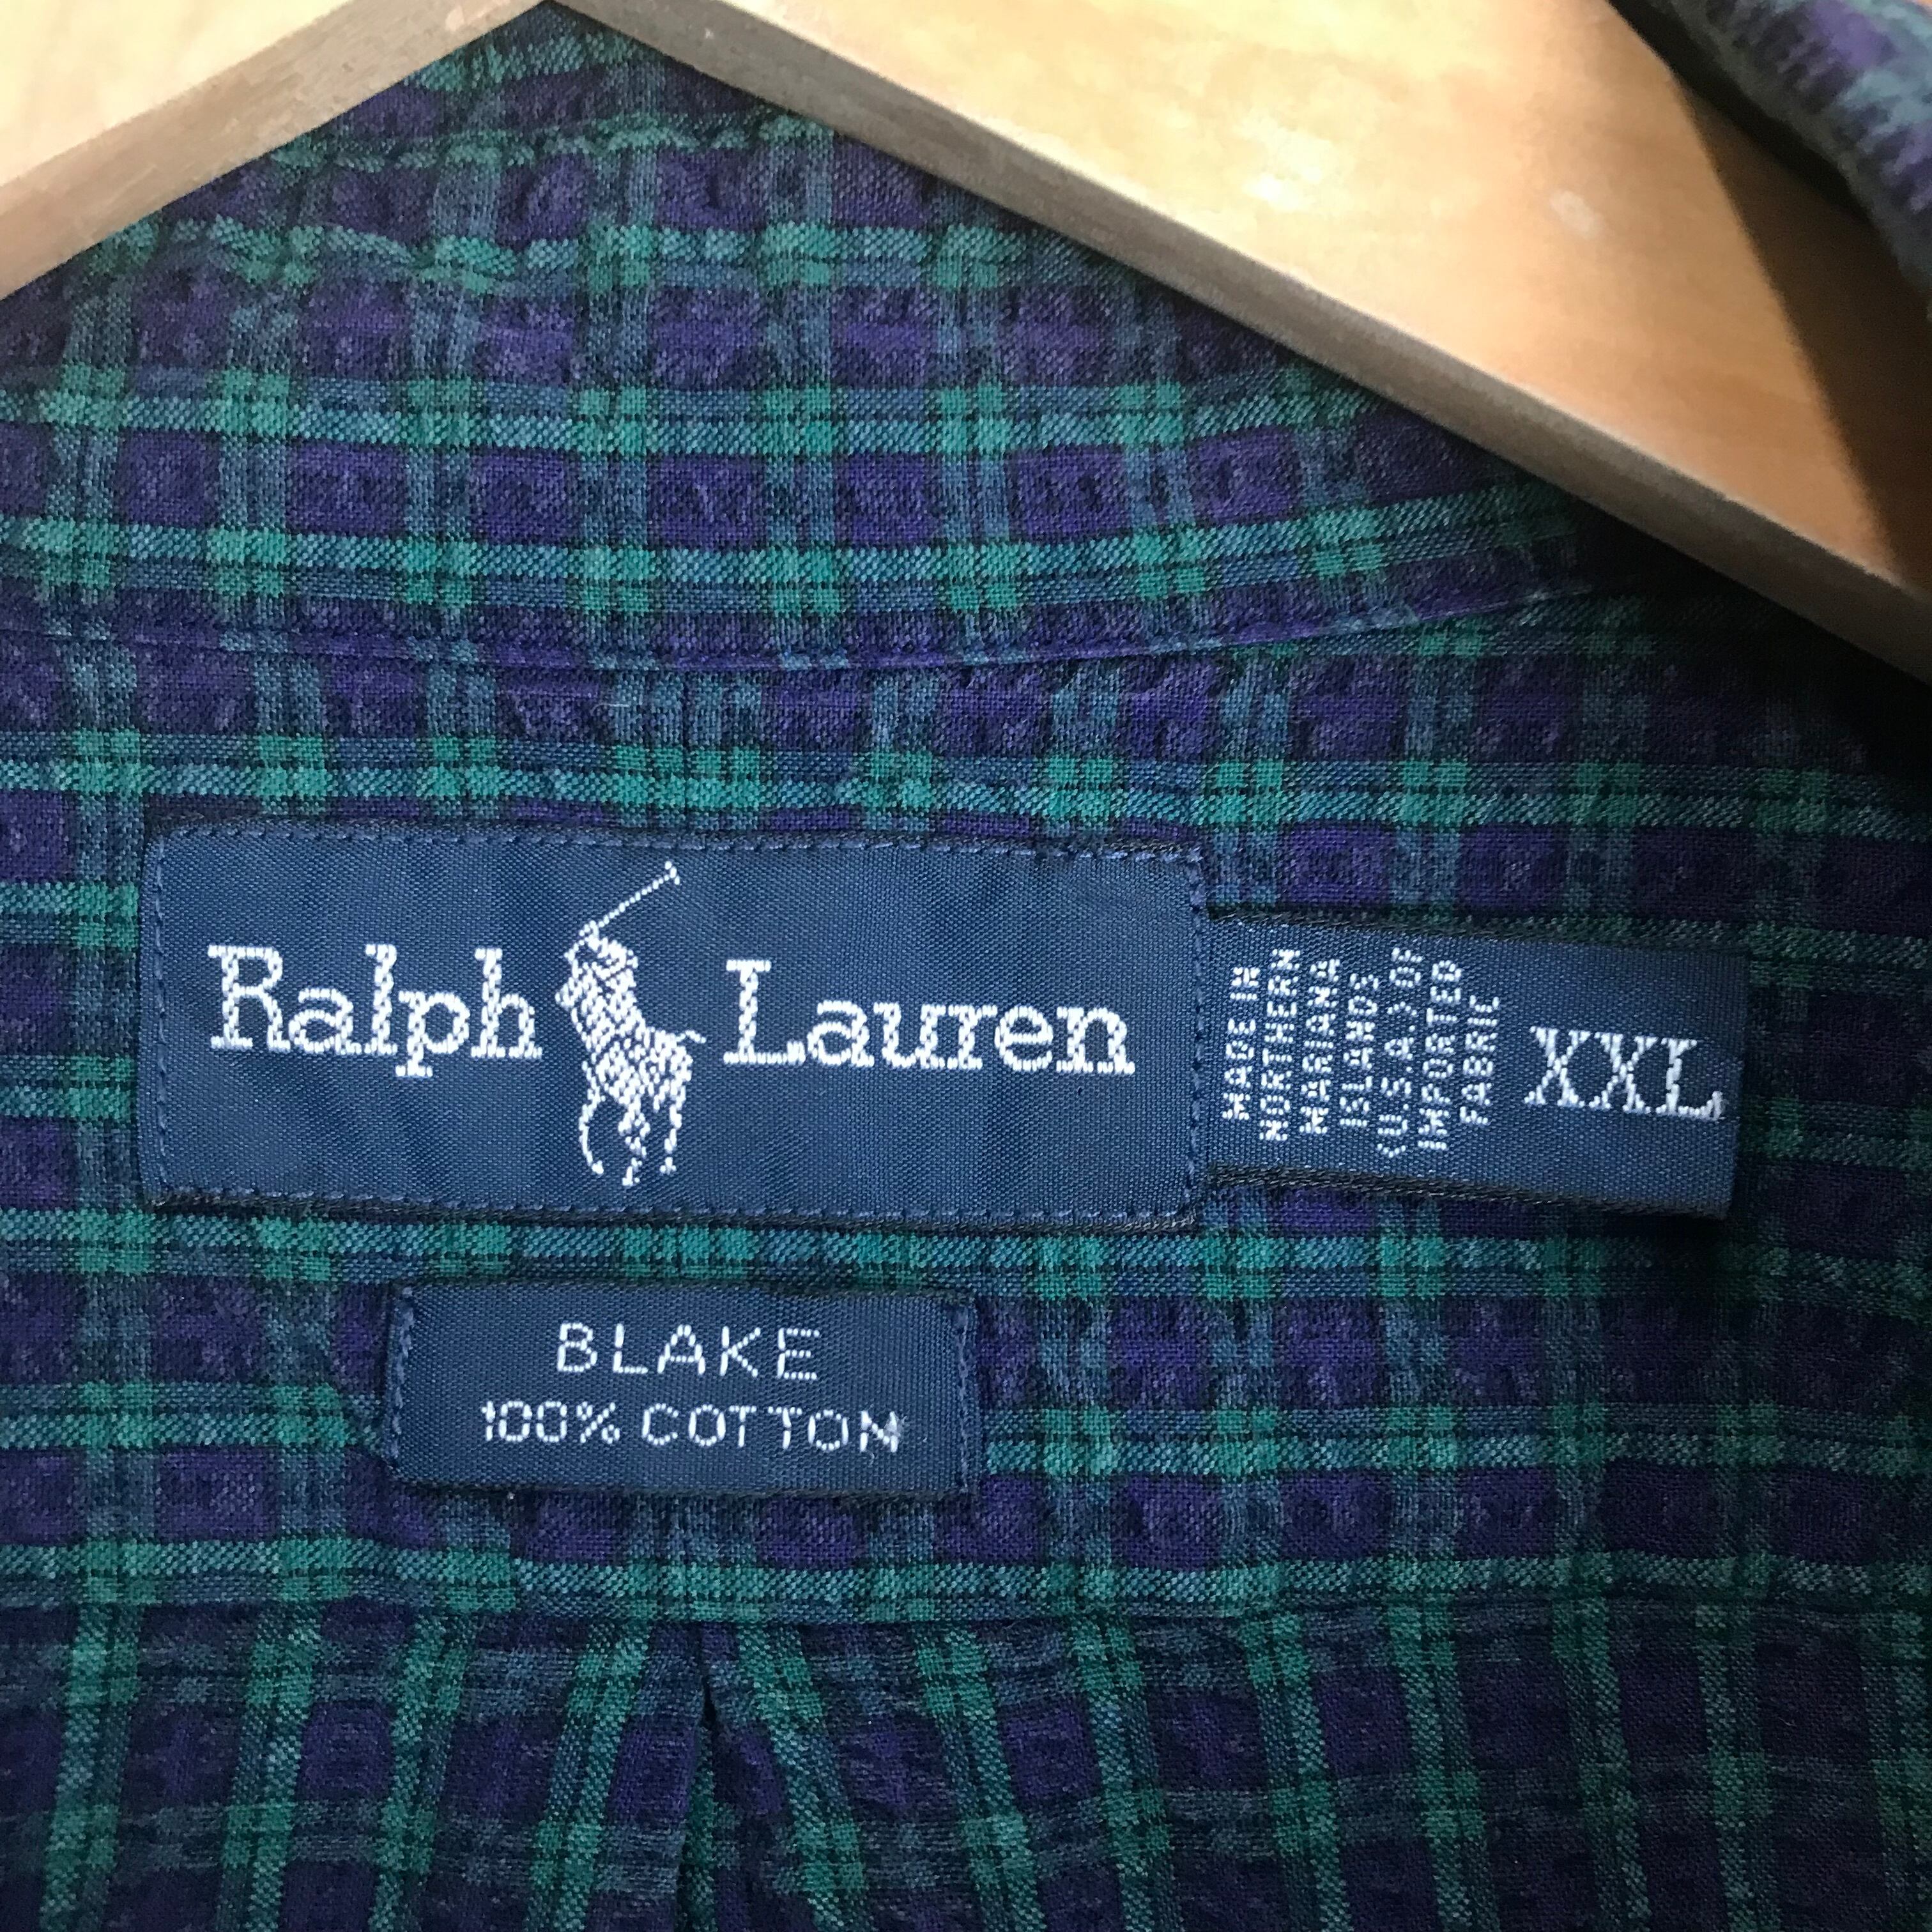 Ralph Lauren
MADE IN
NORTHERN
MARIANA
ISLANDS
(U.S.A.) OF
IMPORTED
FABRIC
XXL
BLAKE
100% COTTON